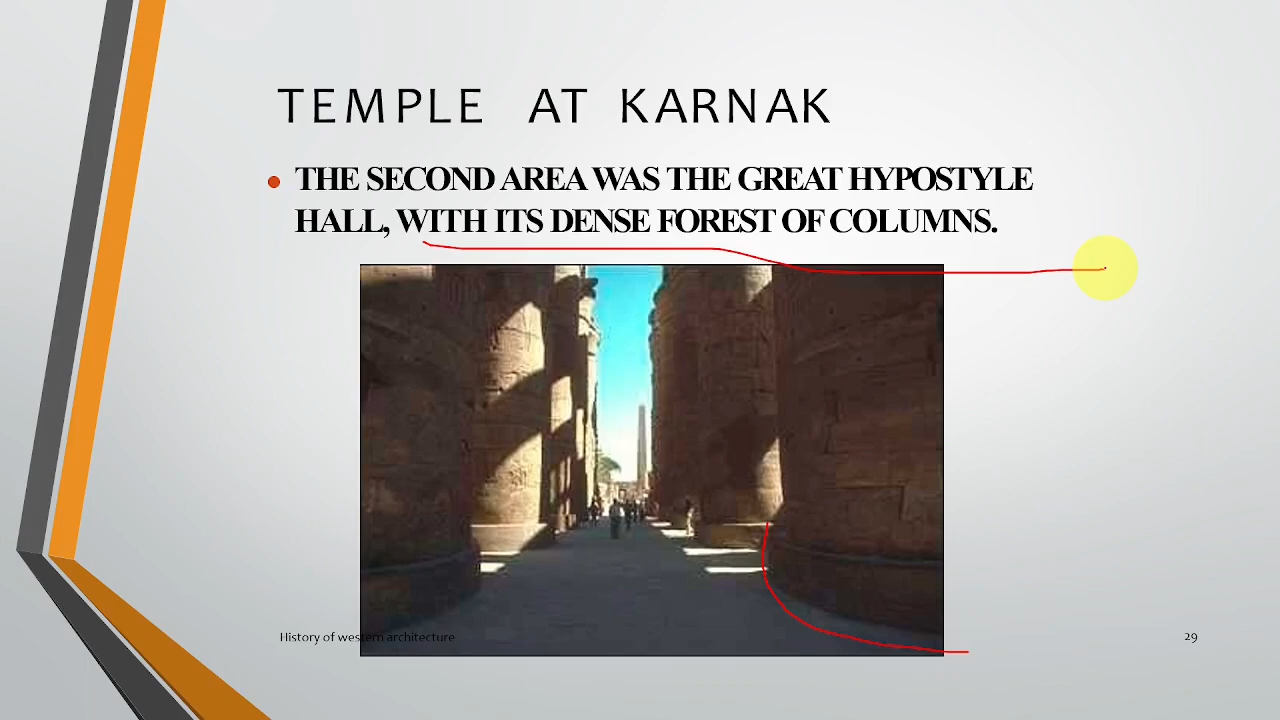 TEMPLE AT KARNAK
THE SECOND AREA WAS THE GREAT HYPOSTYLE
HALL, WITH ITS DENSE FOREST OF COLUMNS.
History of western architecture
29